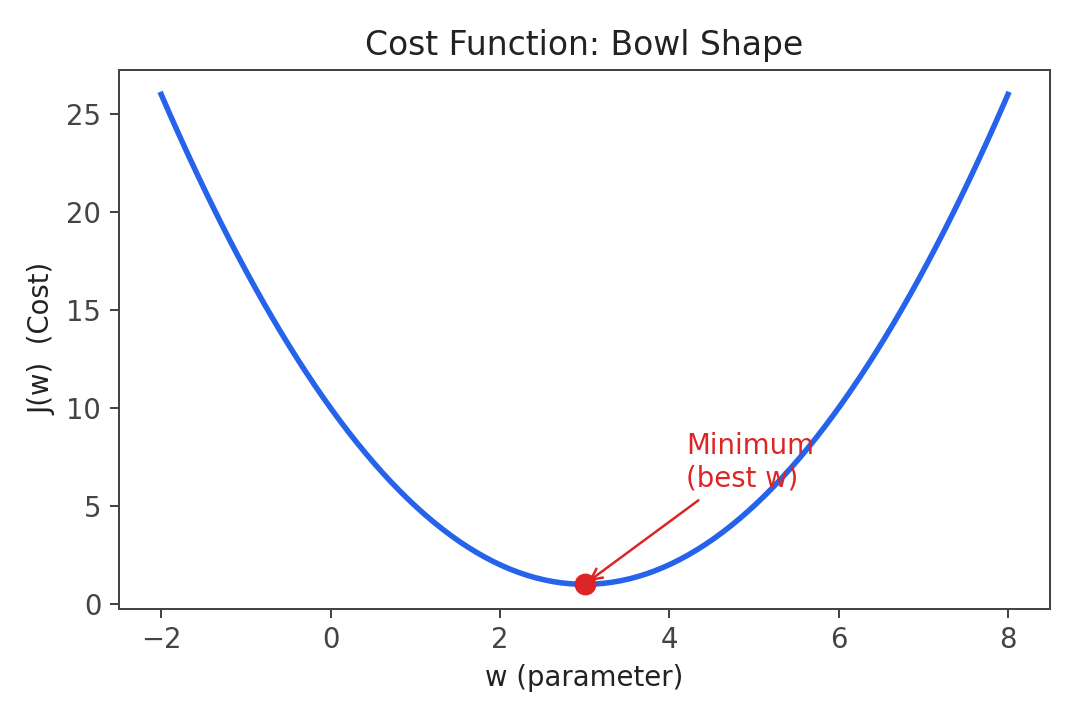 Cost Function: Bowl Shape
J(w)  (Cost)
25
20
15
10
5
0
Minimum
(best w)
−2
0
2
4
6
8
w (parameter)